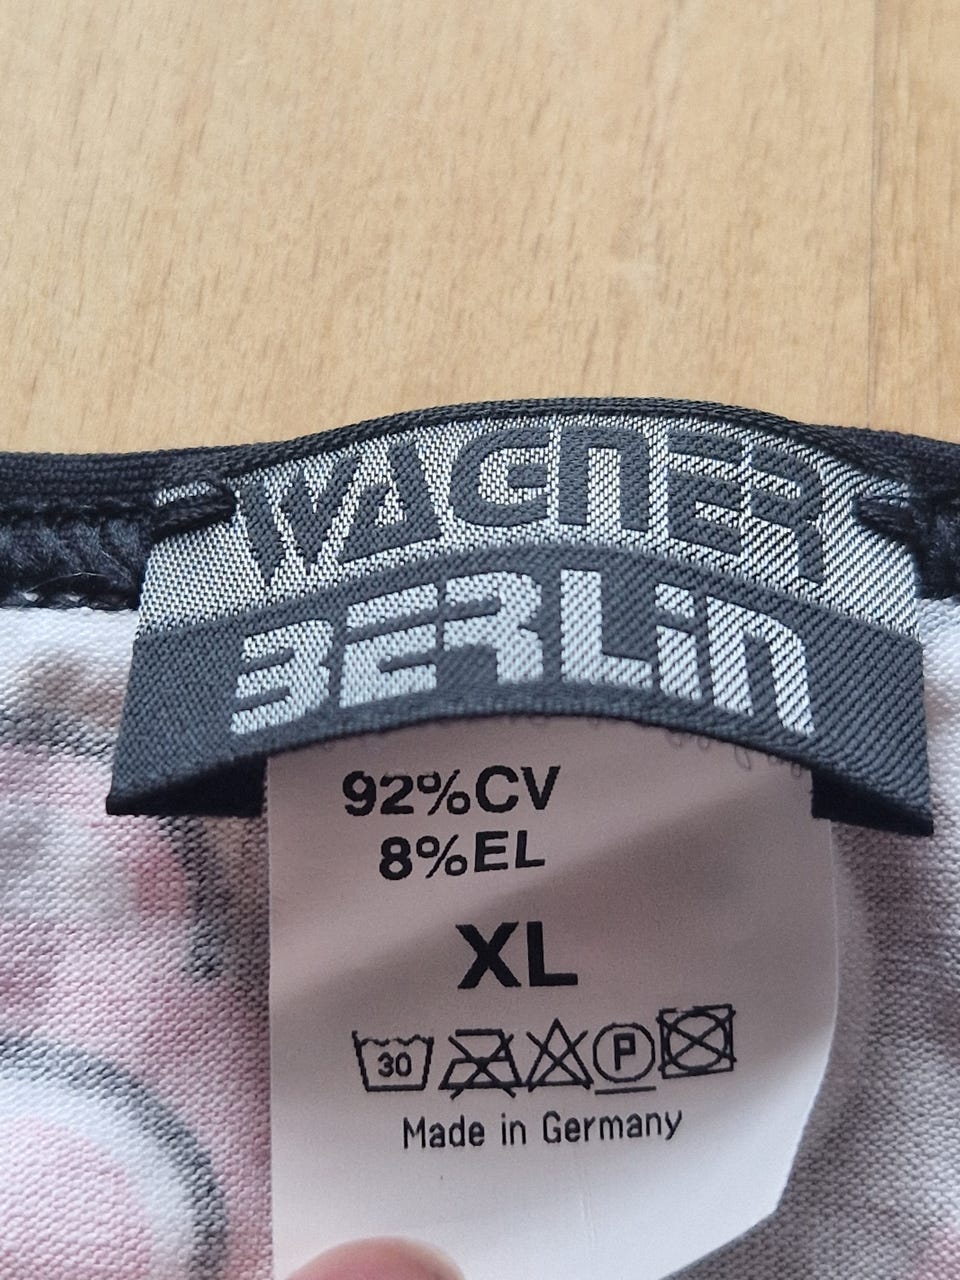 WAGNER
BERLin
92%CV
8%EL
XL
30 P
Made in Germany